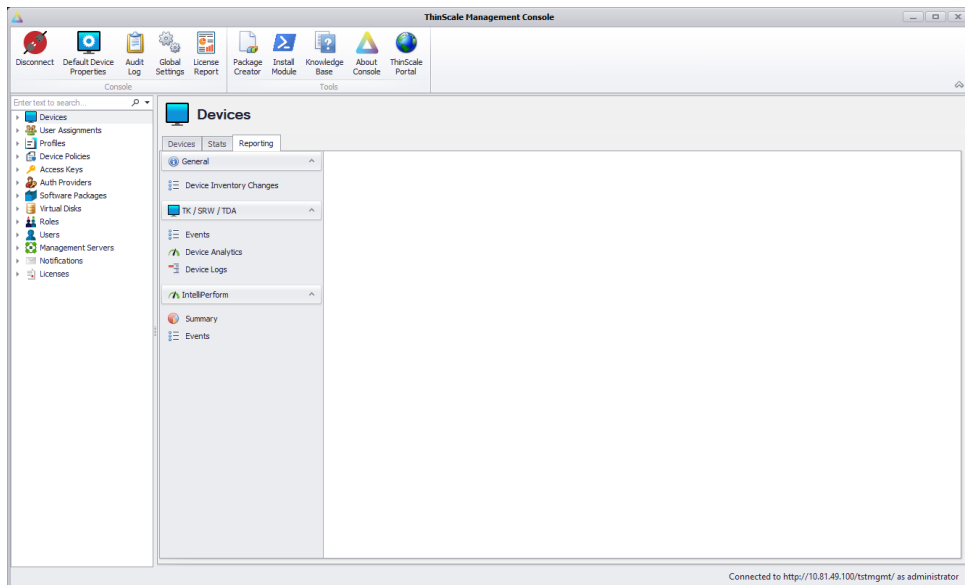 ThinScale Management Console
Disconnect
Default Device Properties
Audit Log
Global Settings
License Report
Package Creator
Install Module
Knowledge Base
About Console
ThinScale Portal
Console
Tools
Enter text to search...
Devices
User Assignments
Profiles
Device Policies
Access Keys
Auth Providers
Software Packages
Virtual Disks
Roles
Users
Management Servers
Notifications
Licenses
Devices
Devices
Stats
Reporting
General
Device Inventory Changes
TK / SRW / TDA
Events
Device Analytics
Device Logs
IntelliPerform
Summary
Events
Connected to http://10.81.49.100/tstmgmt/ as administrator